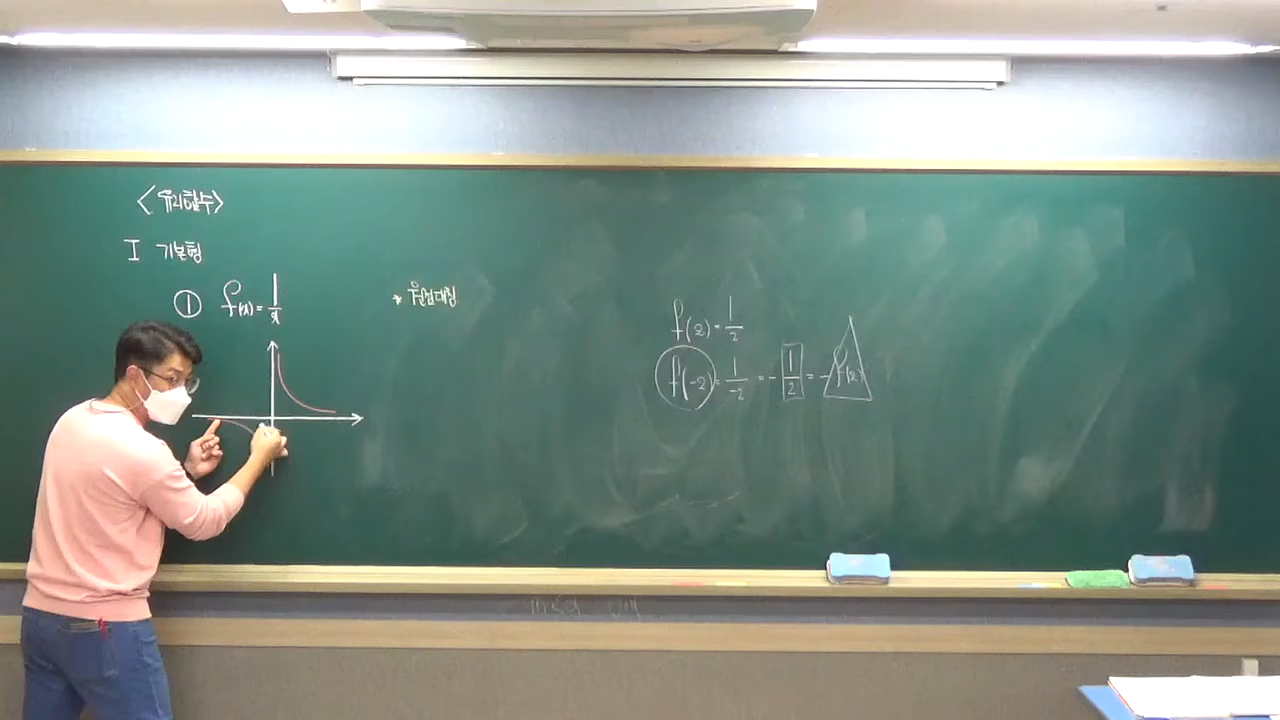 <유리함수>
I 기본형
① f(x) = 1/x
* 원점대칭
f(2) = 1/2
f(-2) = 1/-2 = - 1/2 = - f(2)